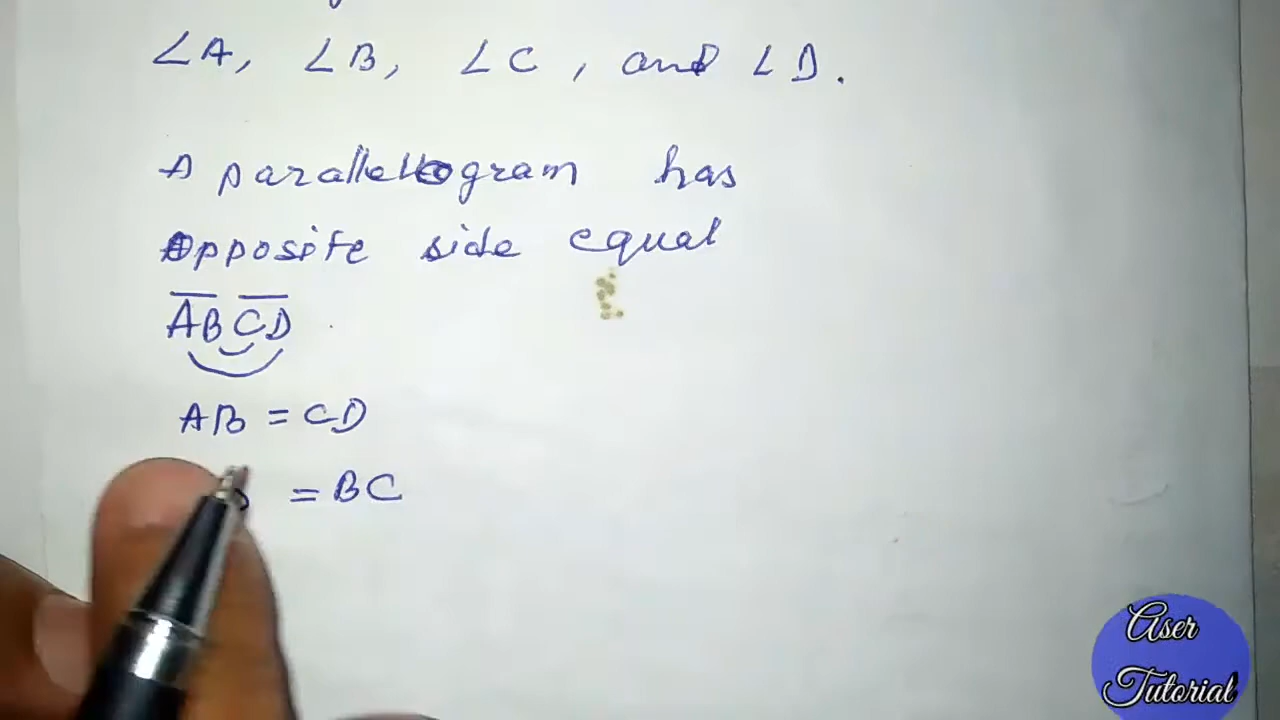 ∠A, ∠B, ∠C, and ∠D.
A parallelogram has
Opposite side equal
AB CD
AB = CD
= BC
Aser
Tutorial